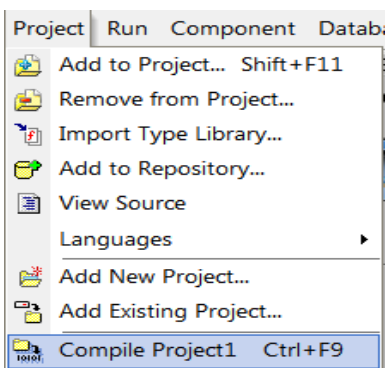 Project Run Component Datab
Add to Project... Shift+F11
Remove from Project...
Import Type Library...
Add to Repository...
View Source
Languages
Add New Project...
Add Existing Project...
Compile Project1 Ctrl+F9